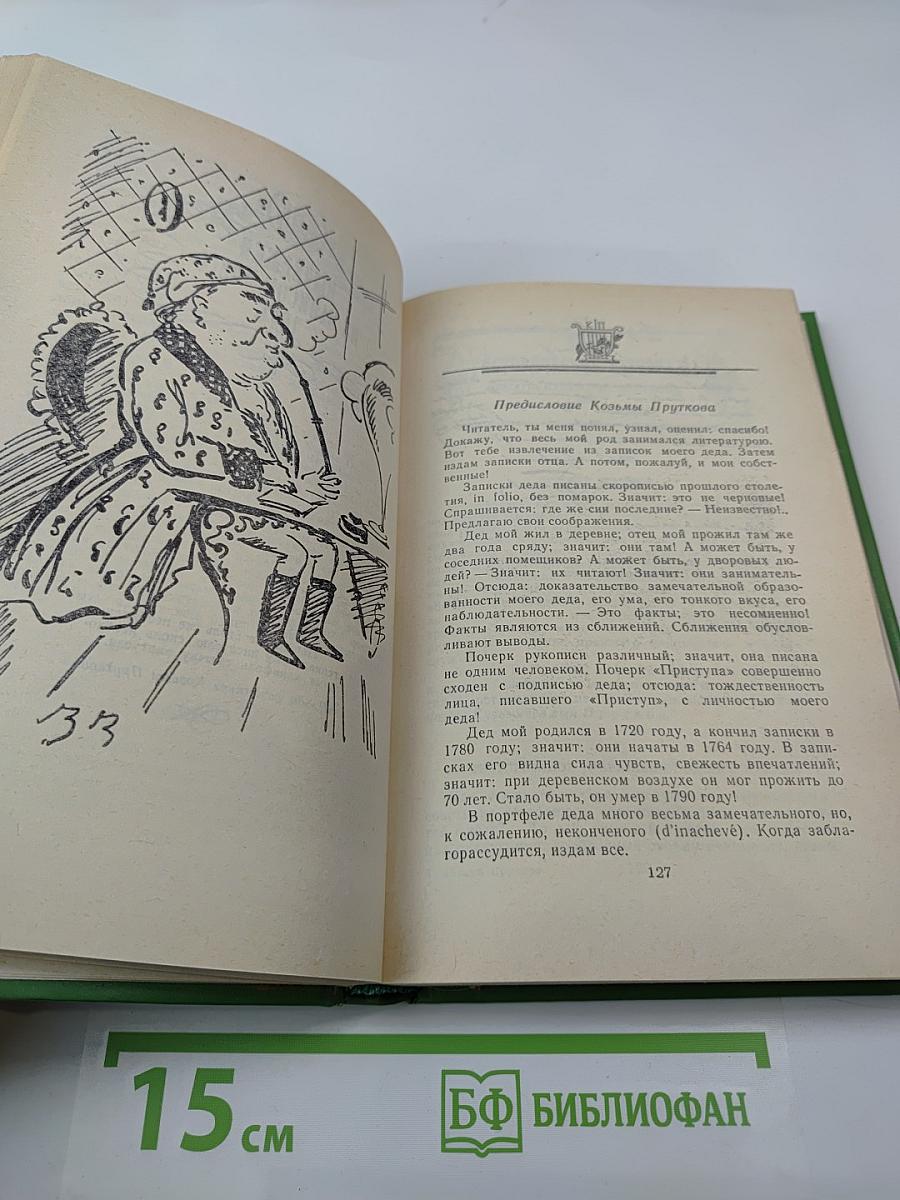 КП
Предисловие Козьмы Пруткова
Читатель, ты меня понял, узнал, оценил: спасибо!
Докажу, что весь мой род занимался литературою.
Вот тебе извлечение из записок моего деда. Затем
издам записки отца. А потом, пожалуй, и мои собст-
венные!
Записки деда писаны скорописью прошлого столе-
тия, in folio, без помарок. Значит: это не черновые!
Спрашивается: где же сии последние? — Неизвестно!..
Предлагаю свои соображения.
Дед мой жил в деревне; отец мой прожил там же
два года сряду; значит: они там! А может быть, у
соседних помещиков? А может быть, у дворовых лю-
дей? — Значит: их читают! Значит: они заниматель-
ны! Отсюда: доказательство замечательной образо-
ванности моего деда, его ума, его тонкого вкуса, его
наблюдательности. — Это факты; это несомненно!
Факты являются из сближений. Сближения обуслов-
ливают выводы.
Почерк рукописи различный; значит, она писана
не одним человеком. Почерк «Приступа» совершенно
сходен с подписью деда; отсюда: тождественность
лица, писавшего «Приступ», с личностью моего
деда!
Дед мой родился в 1720 году, а кончил записки в
1780 году; значит: они начаты в 1764 году. В запи-
сках его видна сила чувств, свежесть впечатлений;
значит: при деревенском воздухе он мог прожить до
70 лет. Стало быть, он умер в 1790 году!
В портфеле деда много весьма замечательного, но,
к сожалению, неконченого (d'inachevé). Когда забла-
горассудится, издам все.
127
15 см
БФ БИБЛИОФАН